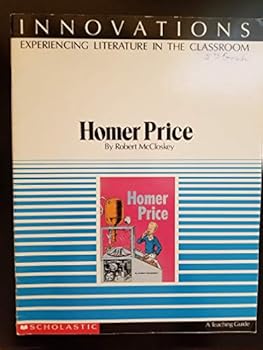 INNOVATIONS
EXPERIENCING LITERATURE IN THE CLASSROOM
Homer Price
By Robert McCloskey
Homer
Price
SCHOLASTIC
A Teaching Guide